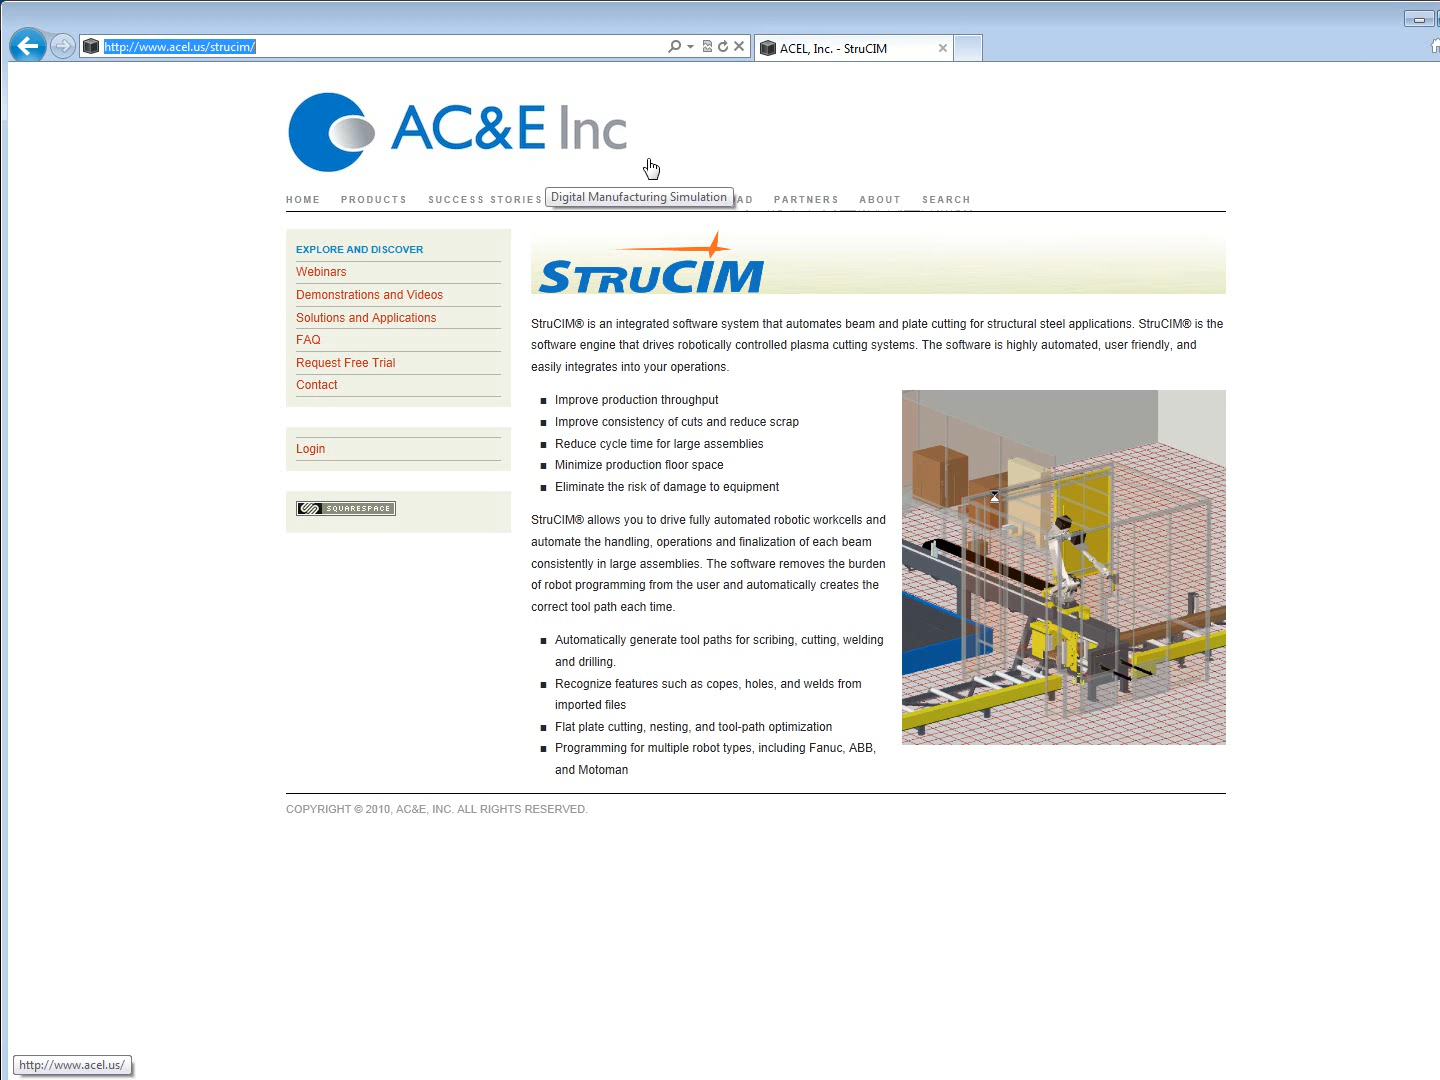 http://www.acel.us/strucim/
ACEL, Inc. - StruCIM
AC&E Inc
HOME PRODUCTS SUCCESS STORIES AD PARTNERS ABOUT SEARCH
Digital Manufacturing Simulation
EXPLORE AND DISCOVER
Webinars
Demonstrations and Videos
Solutions and Applications
FAQ
Request Free Trial
Contact
Login
SQUARESPACE
STRUCIM
StruCIM® is an integrated software system that automates beam and plate cutting for structural steel applications. StruCIM® is the
software engine that drives robotically controlled plasma cutting systems. The software is highly automated, user friendly, and
easily integrates into your operations.
Improve production throughput
Improve consistency of cuts and reduce scrap
Reduce cycle time for large assemblies
Minimize production floor space
Eliminate the risk of damage to equipment
StruCIM® allows you to drive fully automated robotic workcells and
automate the handling, operations and finalization of each beam
consistently in large assemblies. The software removes the burden
of robot programming from the user and automatically creates the
correct tool path each time.
Automatically generate tool paths for scribing, cutting, welding
and drilling.
Recognize features such as copes, holes, and welds from
imported files
Flat plate cutting, nesting, and tool-path optimization
Programming for multiple robot types, including Fanuc, ABB,
and Motoman
COPYRIGHT © 2010, AC&E, INC. ALL RIGHTS RESERVED.
http://www.acel.us/